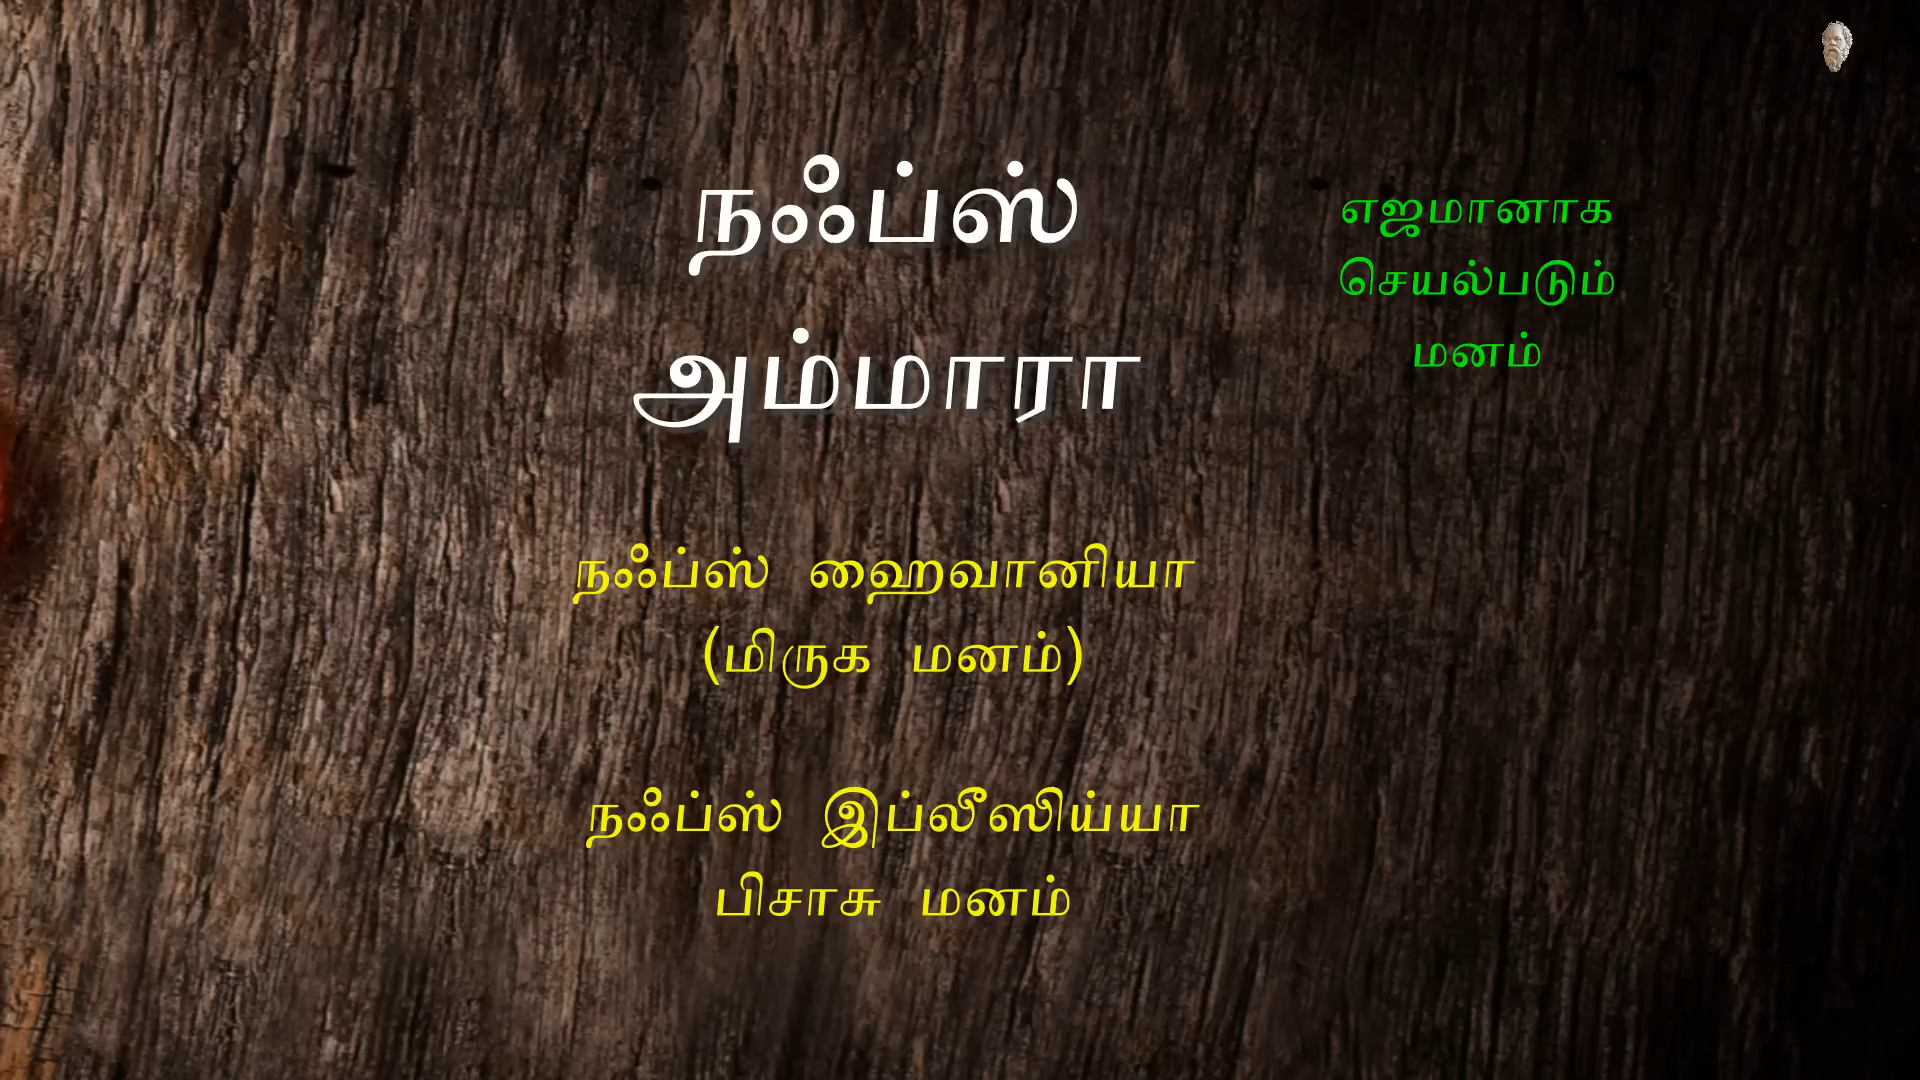 நஃப்ஸ்
அம்மாரா
எஜமானாக
செயல்படும்
மனம்
நஃப்ஸ் ஹைவானியா
(மிருக மனம்)
நஃப்ஸ் இப்லீஸிய்யா
பிசாசு மனம்